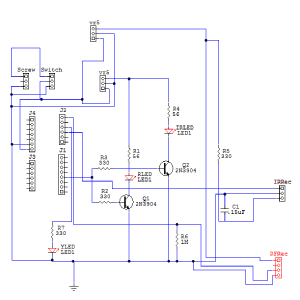 VR5
VR5
Screw Switch
J4
J2
R4
56
IRLED
LED1
J1
R3
330
R1
56
R5
330
J3
RLED
LED1
Q2
2N3904
IRRec
R2
330
Q1
2N3904
C1
10uF
R7
330
R6
1M
YLED
LED1
DFRec